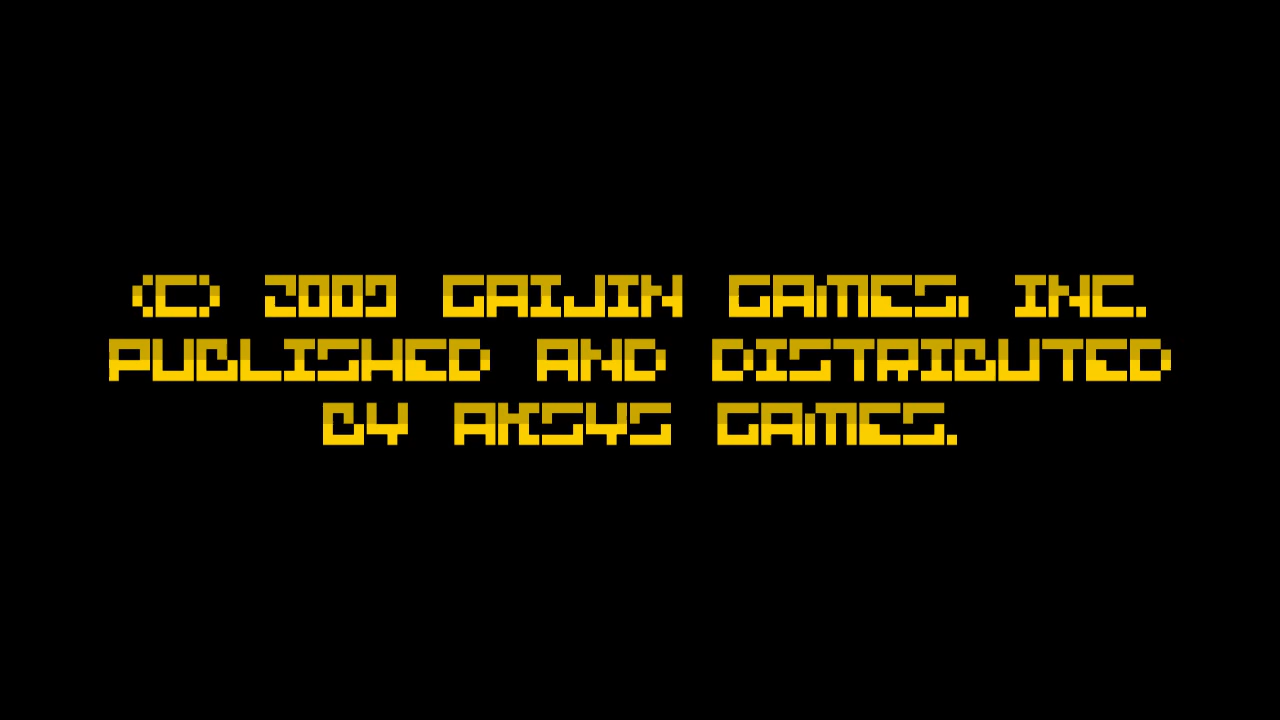 (C) 2009 GAIJIN GAMES, INC.
PUBLISHED AND DISTRIBUTED
BY AKSYS GAMES.